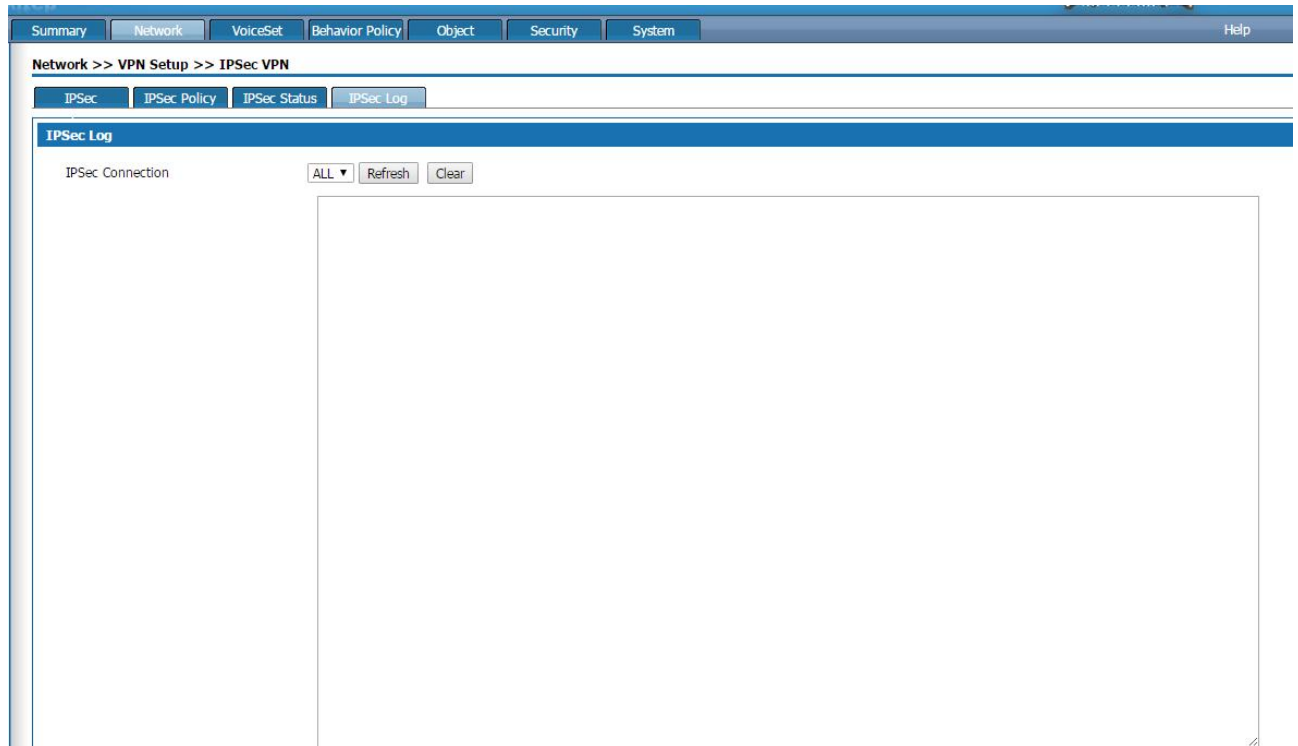 Summary Network VoiceSet Behavior Policy Object Security System Help
Network >> VPN Setup >> IPSec VPN
IPSec IPSec Policy IPSec Status IPSec Log
IPSec Log
IPSec Connection ALL Refresh Clear